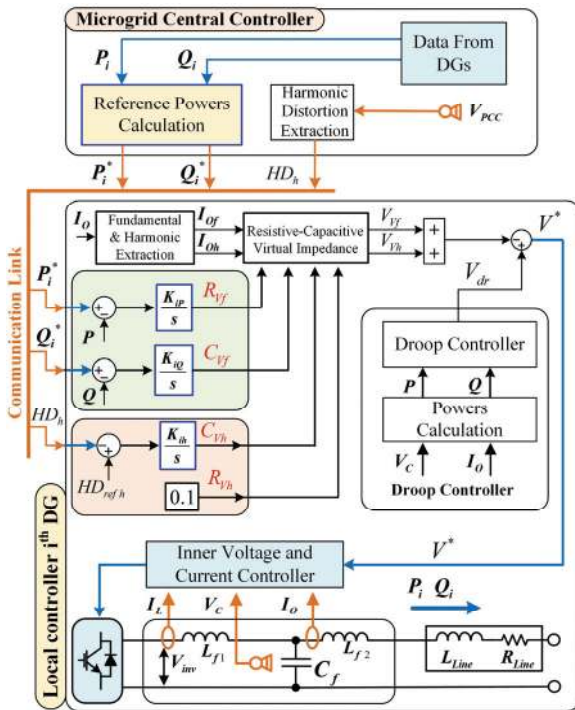 Microgrid Central Controller
P_i
Q_i
Data From
DGs
Reference Powers
Calculation
Harmonic
Distortion
Extraction
V_PCC
P_i^*
Q_i^*
HD_h
Communication Link
I_O
Fundamental
& Harmonic
Extraction
I_Of
I_Oh
Resistive-Capacitive
Virtual Impedance
V_Vf
V_Vh
+
+
+
−
V^*
P_i^*
+
−
P
K_iP
s
R_Vf
V_dr
Q_i^*
+
−
Q
K_iQ
s
C_Vf
Droop Controller
P
Q
HD_h
−
+
HD_ref h
K_ih
s
C_Vh
Powers
Calculation
0.1
R_Vh
V_C
I_O
Droop Controller
Local controller i^th DG
Inner Voltage and
Current Controller
V^*
I_L
V_C
I_O
P_i Q_i
V_inv
L_f1
C_f
L_f2
L_Line
R_Line